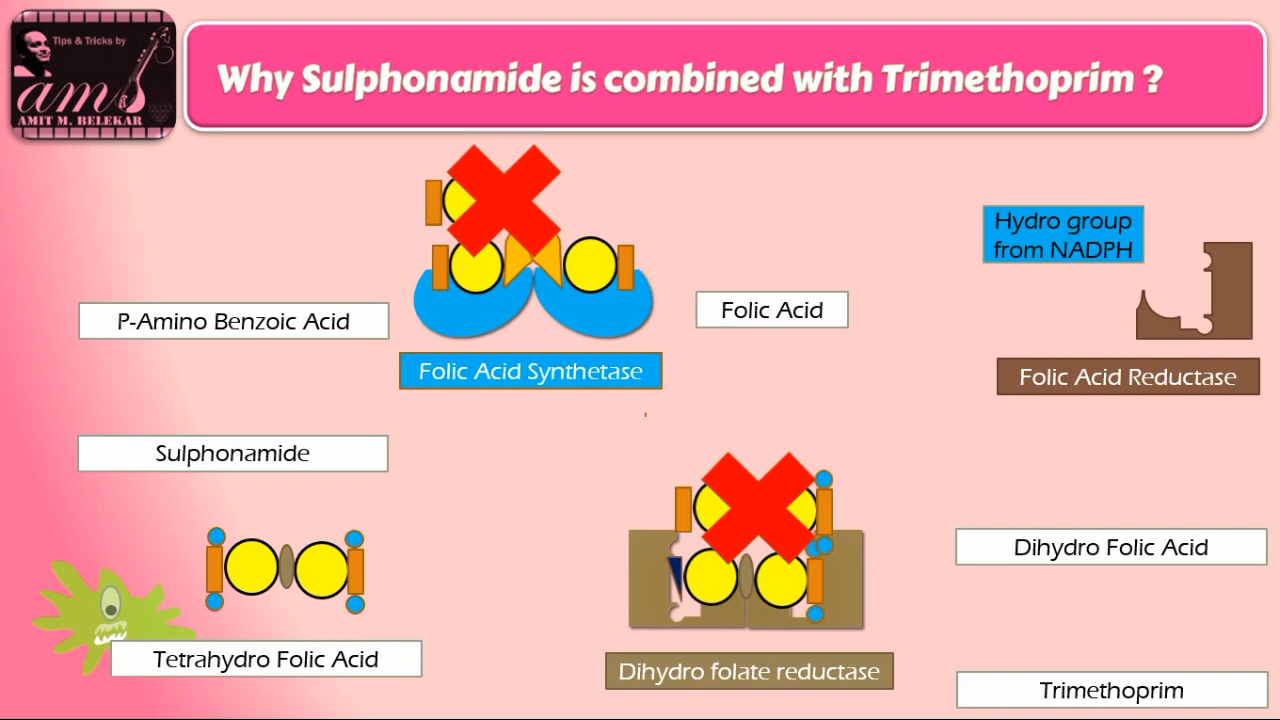 Tips & Tricks by
ams
AMIT M. BELEKAR
Why Sulphonamide is combined with Trimethoprim ?
Hydro group
from NADPH
P-Amino Benzoic Acid
Folic Acid
Folic Acid Synthetase
Folic Acid Reductase
Sulphonamide
Dihydro Folic Acid
Tetrahydro Folic Acid
Dihydro folate reductase
Trimethoprim